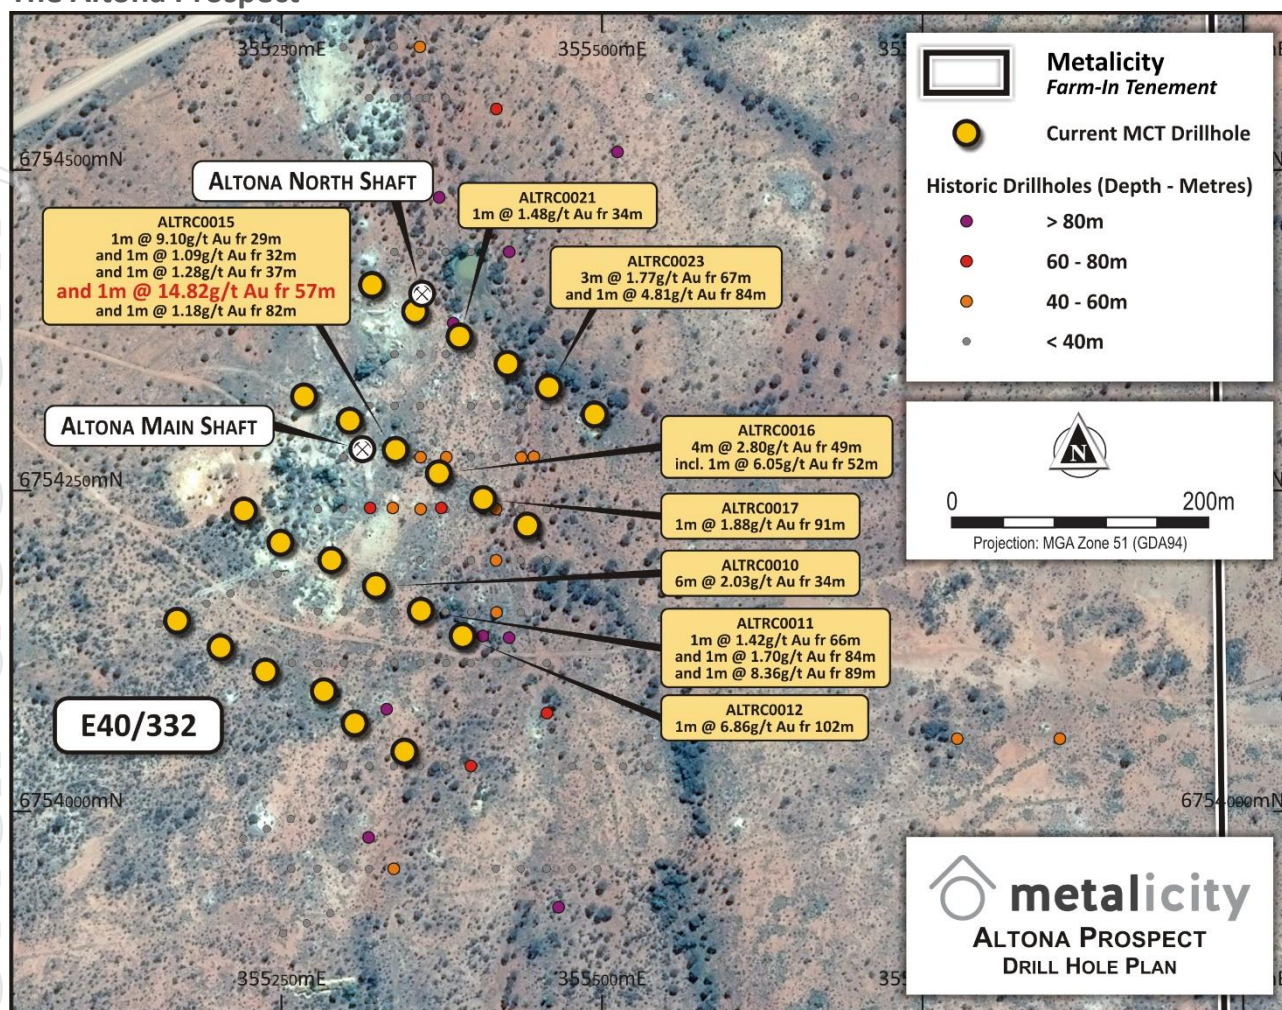 The Altona Prospect
355250mE
355500mE
6754500mN
ALTONA NORTH SHAFT
ALTRC0021
1m @ 1.48g/t Au fr 34m
ALTRC0015
1m @ 9.10g/t Au fr 29m
and 1m @ 1.09g/t Au fr 32m
and 1m @ 1.28g/t Au fr 37m
and 1m @ 14.82g/t Au fr 57m
and 1m @ 1.18g/t Au fr 82m
ALTRC0023
3m @ 1.77g/t Au fr 67m
and 1m @ 4.81g/t Au fr 84m
ALTONA MAIN SHAFT
ALTRC0016
4m @ 2.80g/t Au fr 49m
incl. 1m @ 6.05g/t Au fr 52m
6754250mN
ALTRC0017
1m @ 1.88g/t Au fr 91m
ALTRC0010
6m @ 2.03g/t Au fr 34m
ALTRC0011
1m @ 1.42g/t Au fr 66m
and 1m @ 1.70g/t Au fr 84m
and 1m @ 8.36g/t Au fr 89m
ALTRC0012
1m @ 6.86g/t Au fr 102m
E40/332
6754000mN
6754000mN
355250mE
355500mE
Metalicity
Farm-In Tenement
Current MCT Drillhole
Historic Drillholes (Depth - Metres)
> 80m
60 - 80m
40 - 60m
< 40m
N
0 200m
Projection: MGA Zone 51 (GDA94)
metalicity
ALTONA PROSPECT
DRILL HOLE PLAN